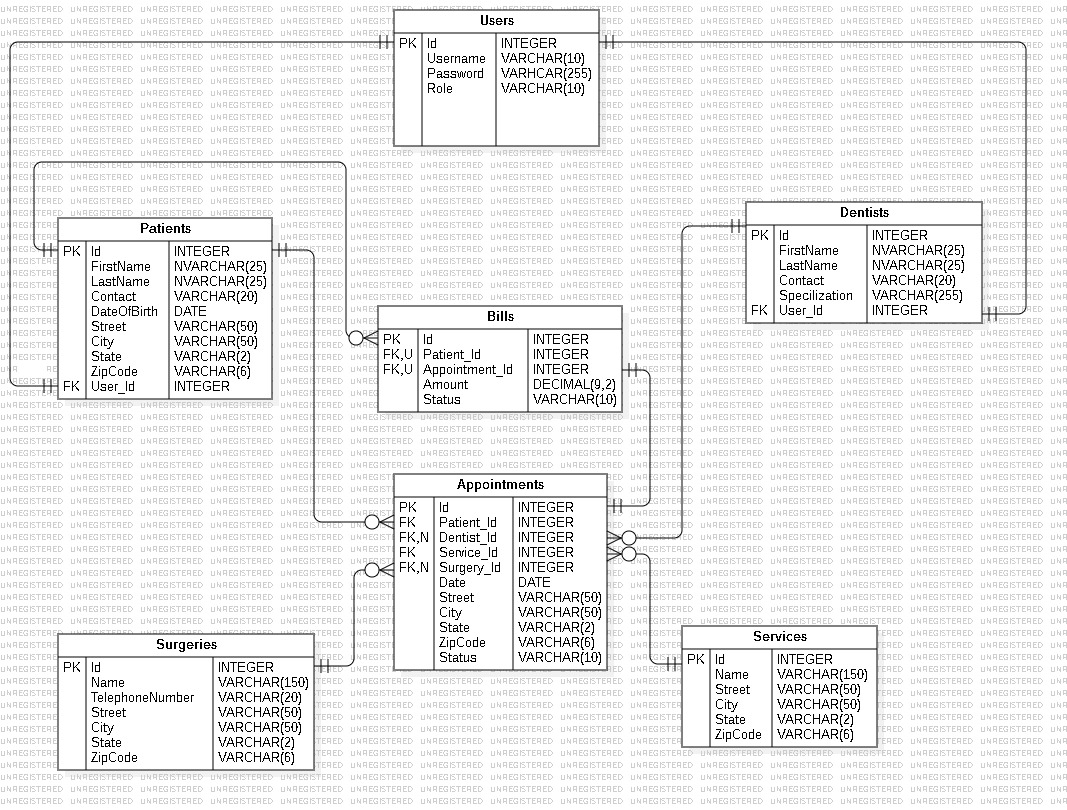 Users
PK Id INTEGER
Username VARCHAR(10)
Password VARHCAR(255)
Role VARCHAR(10)
Patients
PK Id INTEGER
FirstName NVARCHAR(25)
LastName NVARCHAR(25)
Contact VARCHAR(20)
DateOfBirth DATE
Street VARCHAR(50)
City VARCHAR(50)
State VARCHAR(2)
ZipCode VARCHAR(6)
FK User_Id INTEGER
Dentists
PK Id INTEGER
FirstName NVARCHAR(25)
LastName NVARCHAR(25)
Contact VARCHAR(20)
Specilization VARCHAR(255)
FK User_Id INTEGER
Bills
PK Id INTEGER
FK,U Patient_Id INTEGER
FK,U Appointment_Id INTEGER
Amount DECIMAL(9,2)
Status VARCHAR(10)
Appointments
PK Id INTEGER
FK Patient_Id INTEGER
FK,N Dentist_Id INTEGER
FK Service_Id INTEGER
FK,N Surgery_Id INTEGER
Date DATE
Street VARCHAR(50)
City VARCHAR(50)
State VARCHAR(2)
ZipCode VARCHAR(6)
Status VARCHAR(10)
Surgeries
PK Id INTEGER
Name VARCHAR(150)
TelephoneNumber VARCHAR(20)
Street VARCHAR(50)
City VARCHAR(50)
State VARCHAR(2)
ZipCode VARCHAR(6)
Services
PK Id INTEGER
Name VARCHAR(150)
Street VARCHAR(50)
City VARCHAR(50)
State VARCHAR(2)
ZipCode VARCHAR(6)
UNREGISTERED